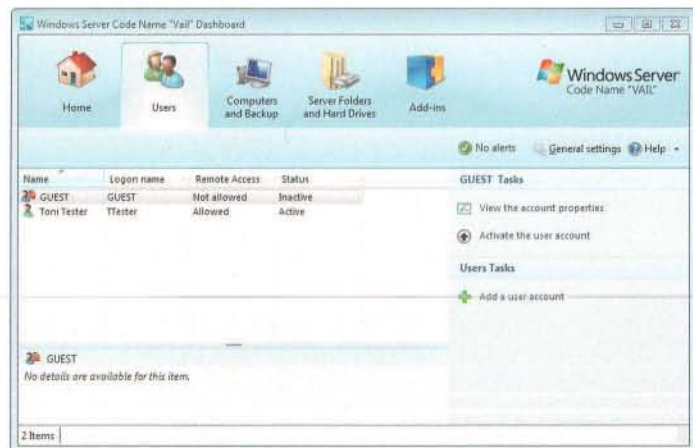 Windows Server Code Name "Vail" Dashboard
Home
Users
Computers
and Backup
Server Folders
and Hard Drives
Add-ins
Windows Server
Code Name "VAIL"
No alerts
General settings
Help
Name Logon name Remote Access Status
GUEST GUEST Not allowed Inactive
Toni Tester TTester Allowed Active
GUEST Tasks
View the account properties
Activate the user account
Users Tasks
Add a user account
GUEST
No details are available for this item.
2 Items